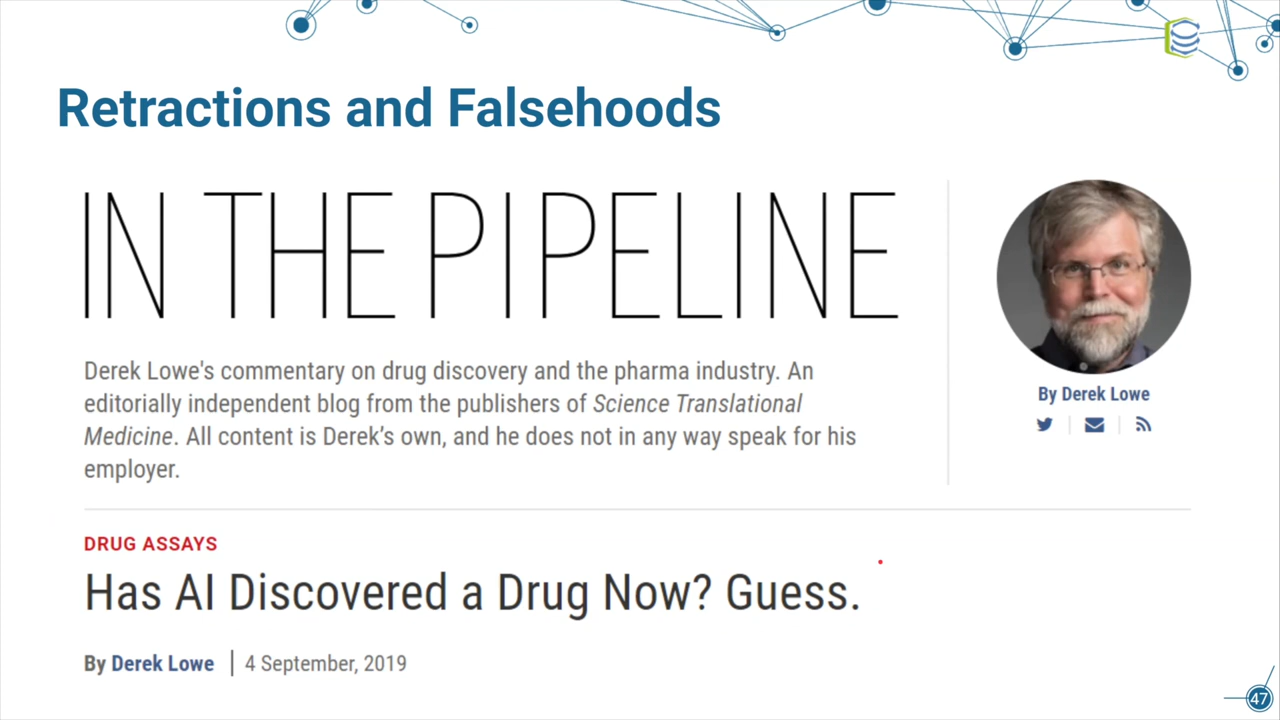 Retractions and Falsehoods
IN THE PIPELINE
Derek Lowe's commentary on drug discovery and the pharma industry. An
editorially independent blog from the publishers of Science Translational
Medicine. All content is Derek’s own, and he does not in any way speak for his
employer.
By Derek Lowe
DRUG ASSAYS
Has AI Discovered a Drug Now? Guess.
By Derek Lowe | 4 September, 2019
47